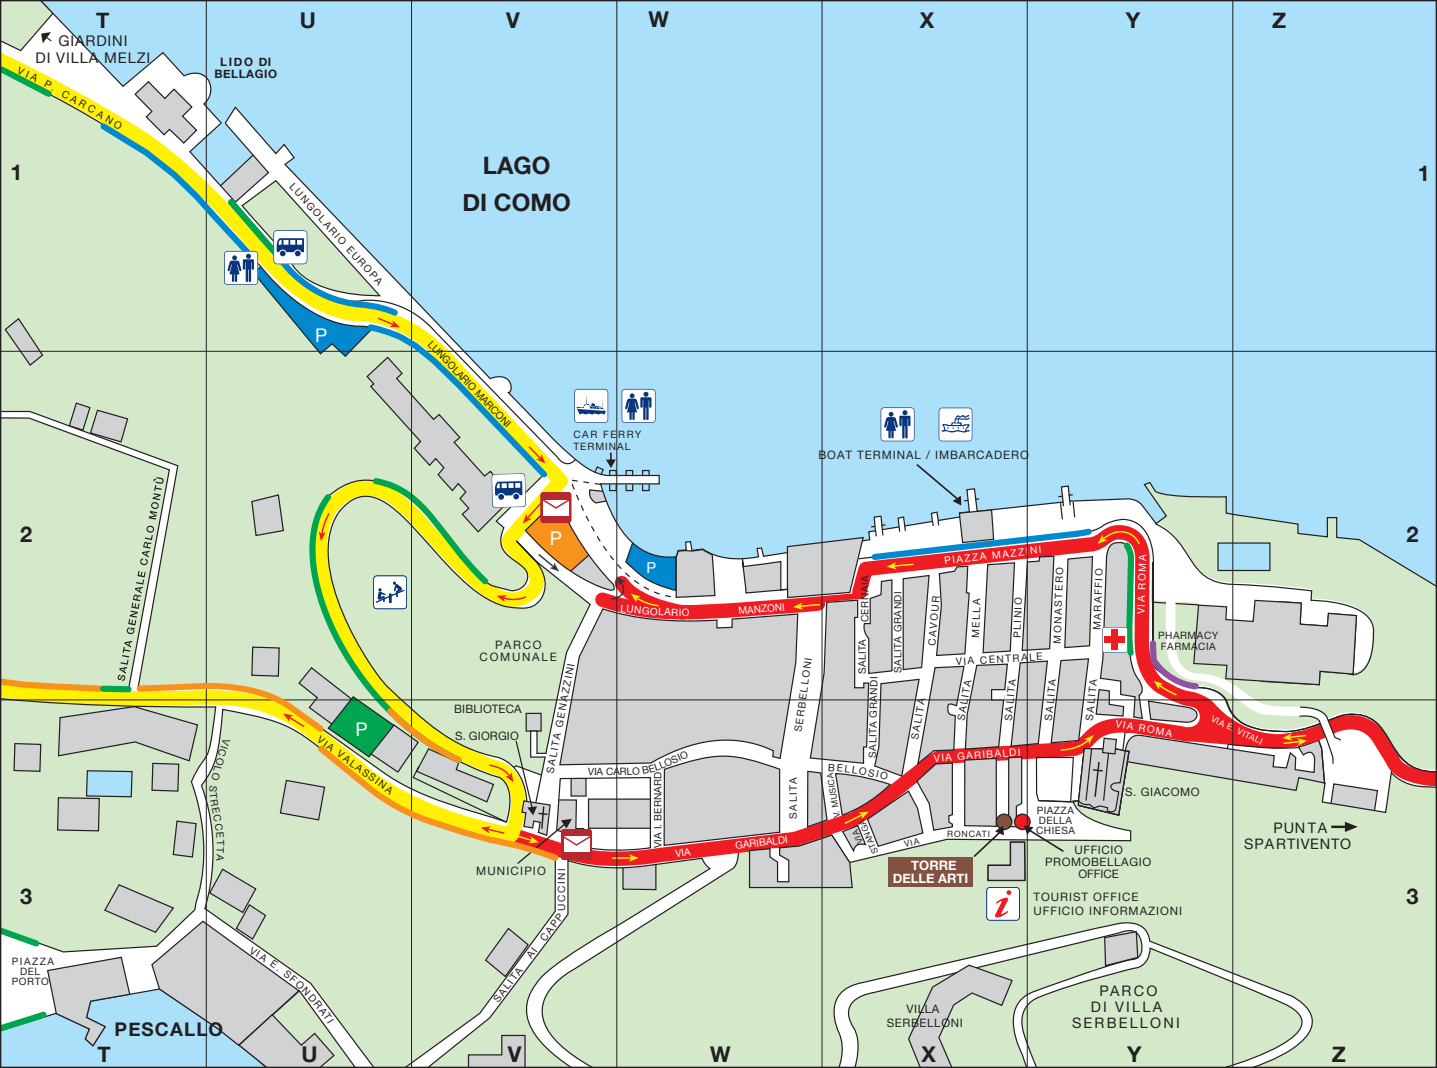 T
U
V
W
X
Y
Z
GIARDINI
DI VILLA MELZI
LIDO DI
BELLAGIO
VIA P. CARCANO
LAGO
DI COMO
1
1
LUNGOLARIO EUROPA
P
LUNGOLARIO MARCONI
CAR FERRY
TERMINAL
BOAT TERMINAL / IMBARCADERO
SALITA GENERALE CARLO MONTÙ
2
2
P
P
PIAZZA MAZZINI
VIA ROMA
LUNGOLARIO
MANZONI
PARCO
COMUNALE
SALITA CERNAIA
SALITA GRANDI
CAVOUR
MELLA
PLINIO
MONASTERO
MARAFFIO
PHARMACY
FARMACIA
VIA CENTRALE
SALITA GENAZZINI
SERBELLONI
SALITA GRANDI
SALITA
SALITA
SALITA
SALITA
SALITA
BIBLIOTECA
S. GIORGIO
P
VIA VALASSINA
VICOLO STRECCETTA
VIA CARLO BELLOSIO
BELLOSIO
VIA GARIBALDI
VIA ROMA
VIA E. VITALI
VIA I. BERNARDI
SALITA
V. MUSICA
VIA
STANGA
VIA
RONCATI
S. GIACOMO
PIAZZA
DELLA
CHIESA
PUNTA
SPARTIVENTO
VIA
GARIBALDI
MUNICIPIO
TORRE
DELLE ARTI
UFFICIO
PROMOBELLAGIO
OFFICE
3
3
i
TOURIST OFFICE
UFFICIO INFORMAZIONI
SALITA AI CAPPUCCINI
VIA E. SFONDRATI
PIAZZA
DEL
PORTO
PESCALLO
VILLA
SERBELLONI
PARCO
DI VILLA
SERBELLONI
T
U
V
W
X
Y
Z